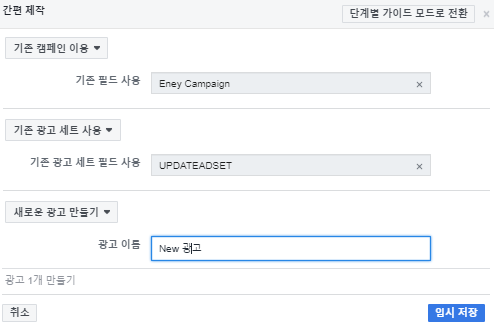 간편 제작
단계별 가이드 모드로 전환 ×
기존 캠페인 이용
기존 필드 사용
Eney Campaign ×
기존 광고 세트 사용
기존 광고 세트 필드 사용
UPDATEADSET ×
새로운 광고 만들기
광고 이름
New 광고
광고 1개 만들기
취소
임시 저장